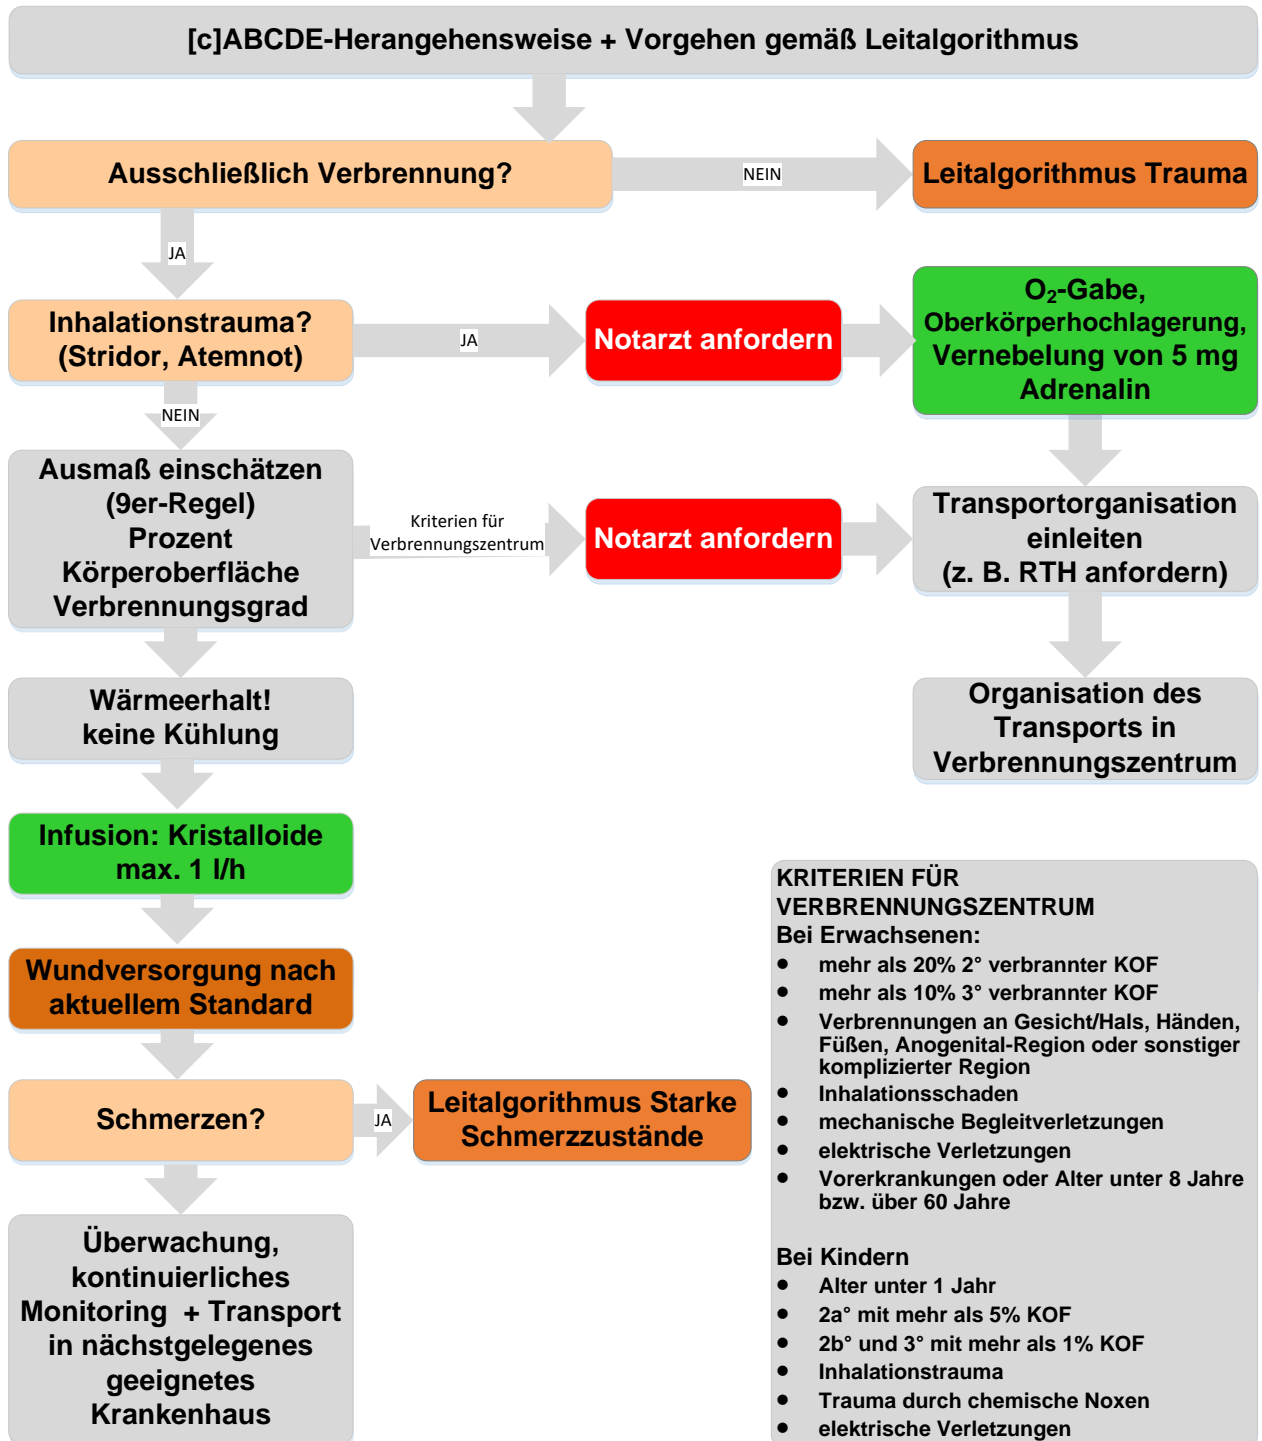 [c]ABCDE-Herangehensweise + Vorgehen gemäß Leitalgorithmus
Ausschließlich Verbrennung?
NEIN
Leitalgorithmus Trauma
JA
Inhalationstrauma?
(Stridor, Atemnot)
JA
Notarzt anfordern
O₂-Gabe,
Oberkörperhochlagerung,
Vernebelung von 5 mg
Adrenalin
NEIN
Ausmaß einschätzen
(9er-Regel)
Prozent
Körperoberfläche
Verbrennungsgrad
Kriterien für
Verbrennungszentrum
Notarzt anfordern
Transportorganisation
einleiten
(z. B. RTH anfordern)
Wärmeerhalt!
keine Kühlung
Organisation des
Transports in
Verbrennungszentrum
Infusion: Kristalloide
max. 1 l/h
Wundversorgung nach
aktuellem Standard
Schmerzen?
JA
Leitalgorithmus Starke
Schmerzzustände
Überwachung,
kontinuierliches
Monitoring + Transport
in nächstgelegenes
geeignetes
Krankenhaus
KRITERIEN FÜR
VERBRENNUNGSZENTRUM
Bei Erwachsenen:
● mehr als 20% 2° verbrannter KOF
● mehr als 10% 3° verbrannter KOF
● Verbrennungen an Gesicht/Hals, Händen,
Füßen, Anogenital-Region oder sonstiger
komplizierter Region
● Inhalationsschaden
● mechanische Begleitverletzungen
● elektrische Verletzungen
● Vorerkrankungen oder Alter unter 8 Jahre
bzw. über 60 Jahre
Bei Kindern
● Alter unter 1 Jahr
● 2a° mit mehr als 5% KOF
● 2b° und 3° mit mehr als 1% KOF
● Inhalationstrauma
● Trauma durch chemische Noxen
● elektrische Verletzungen